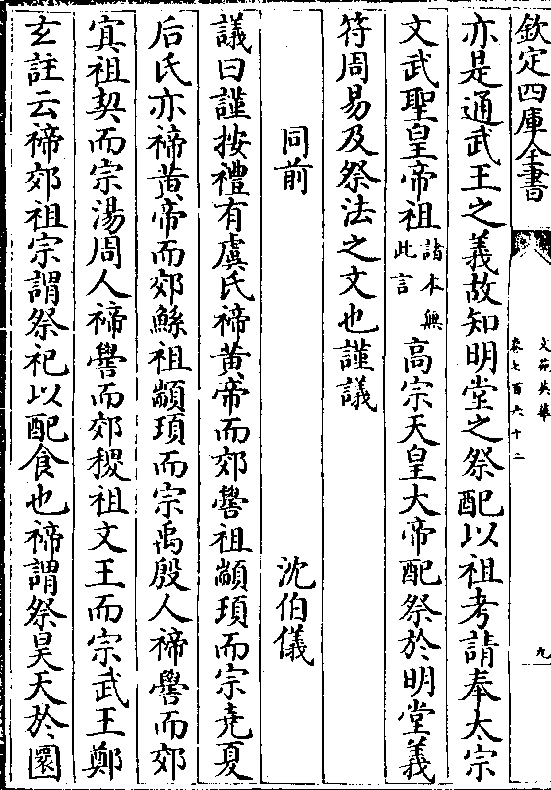 欽定四庫全書
文苑英華
卷七百六十二
九
亦是通武王之義故知明堂之祭配以祖考請奉太宗
文武聖皇帝祖諸本無此言高宗天皇大帝配祭於明堂義
符周易及祭法之文也謹議
同前 沈伯儀
議曰謹按禮有虞氏禘黃帝而郊嚳祖顓頊而宗堯夏
后氏亦禘黃帝而郊鯀祖顓頊而宗禹殷人禘嚳而郊
冥祖契而宗湯周人禘嚳而郊稷祖文王而宗武王鄭
玄註云禘郊祖宗謂祭祀以配食也禘謂祭昊天於圜